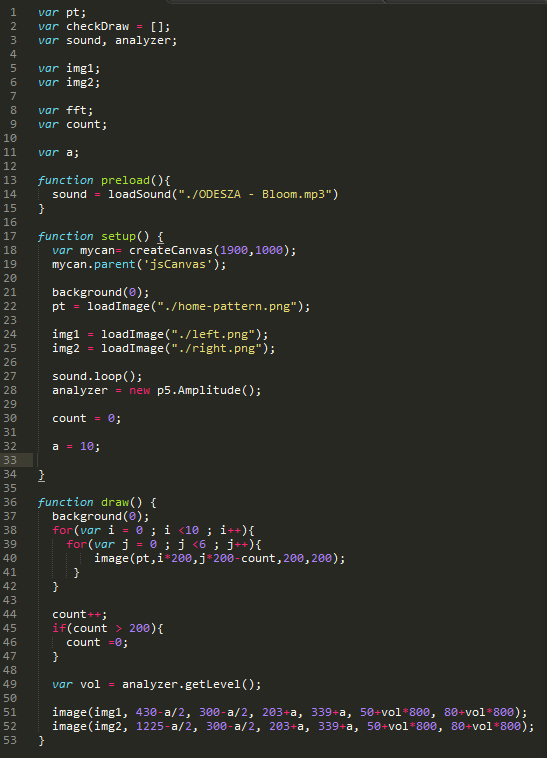 1 var pt;
2 var checkDraw = [];
3 var sound, analyzer;
4
5 var img1;
6 var img2;
7
8 var fft;
9 var count;
10
11 var a;
12
13 function preload(){
14   sound = loadSound("./ODESZA - Bloom.mp3")
15 }
16
17 function setup() {
18   var mycan= createCanvas(1900,1000);
19   mycan.parent('jsCanvas');
20
21   background(0);
22   pt = loadImage("./home-pattern.png");
23
24   img1 = loadImage("./left.png");
25   img2 = loadImage("./right.png");
26
27   sound.loop();
28   analyzer = new p5.Amplitude();
29
30   count = 0;
31
32   a = 10;
33
34 }
35
36 function draw() {
37   background(0);
38   for(var i = 0 ; i <10 ; i++){
39     for(var j = 0 ; j <6 ; j++){
40         image(pt,i*200,j*200-count,200,200);
41      }
42   }
43
44   count++;
45   if(count > 200){
46     count =0;
47   }
48
49   var vol = analyzer.getLevel();
50
51   image(img1, 430-a/2, 300-a/2, 203+a, 339+a, 50+vol*800, 80+vol*800);
52   image(img2, 1225-a/2, 300-a/2, 203+a, 339+a, 50+vol*800, 80+vol*800);
53 }